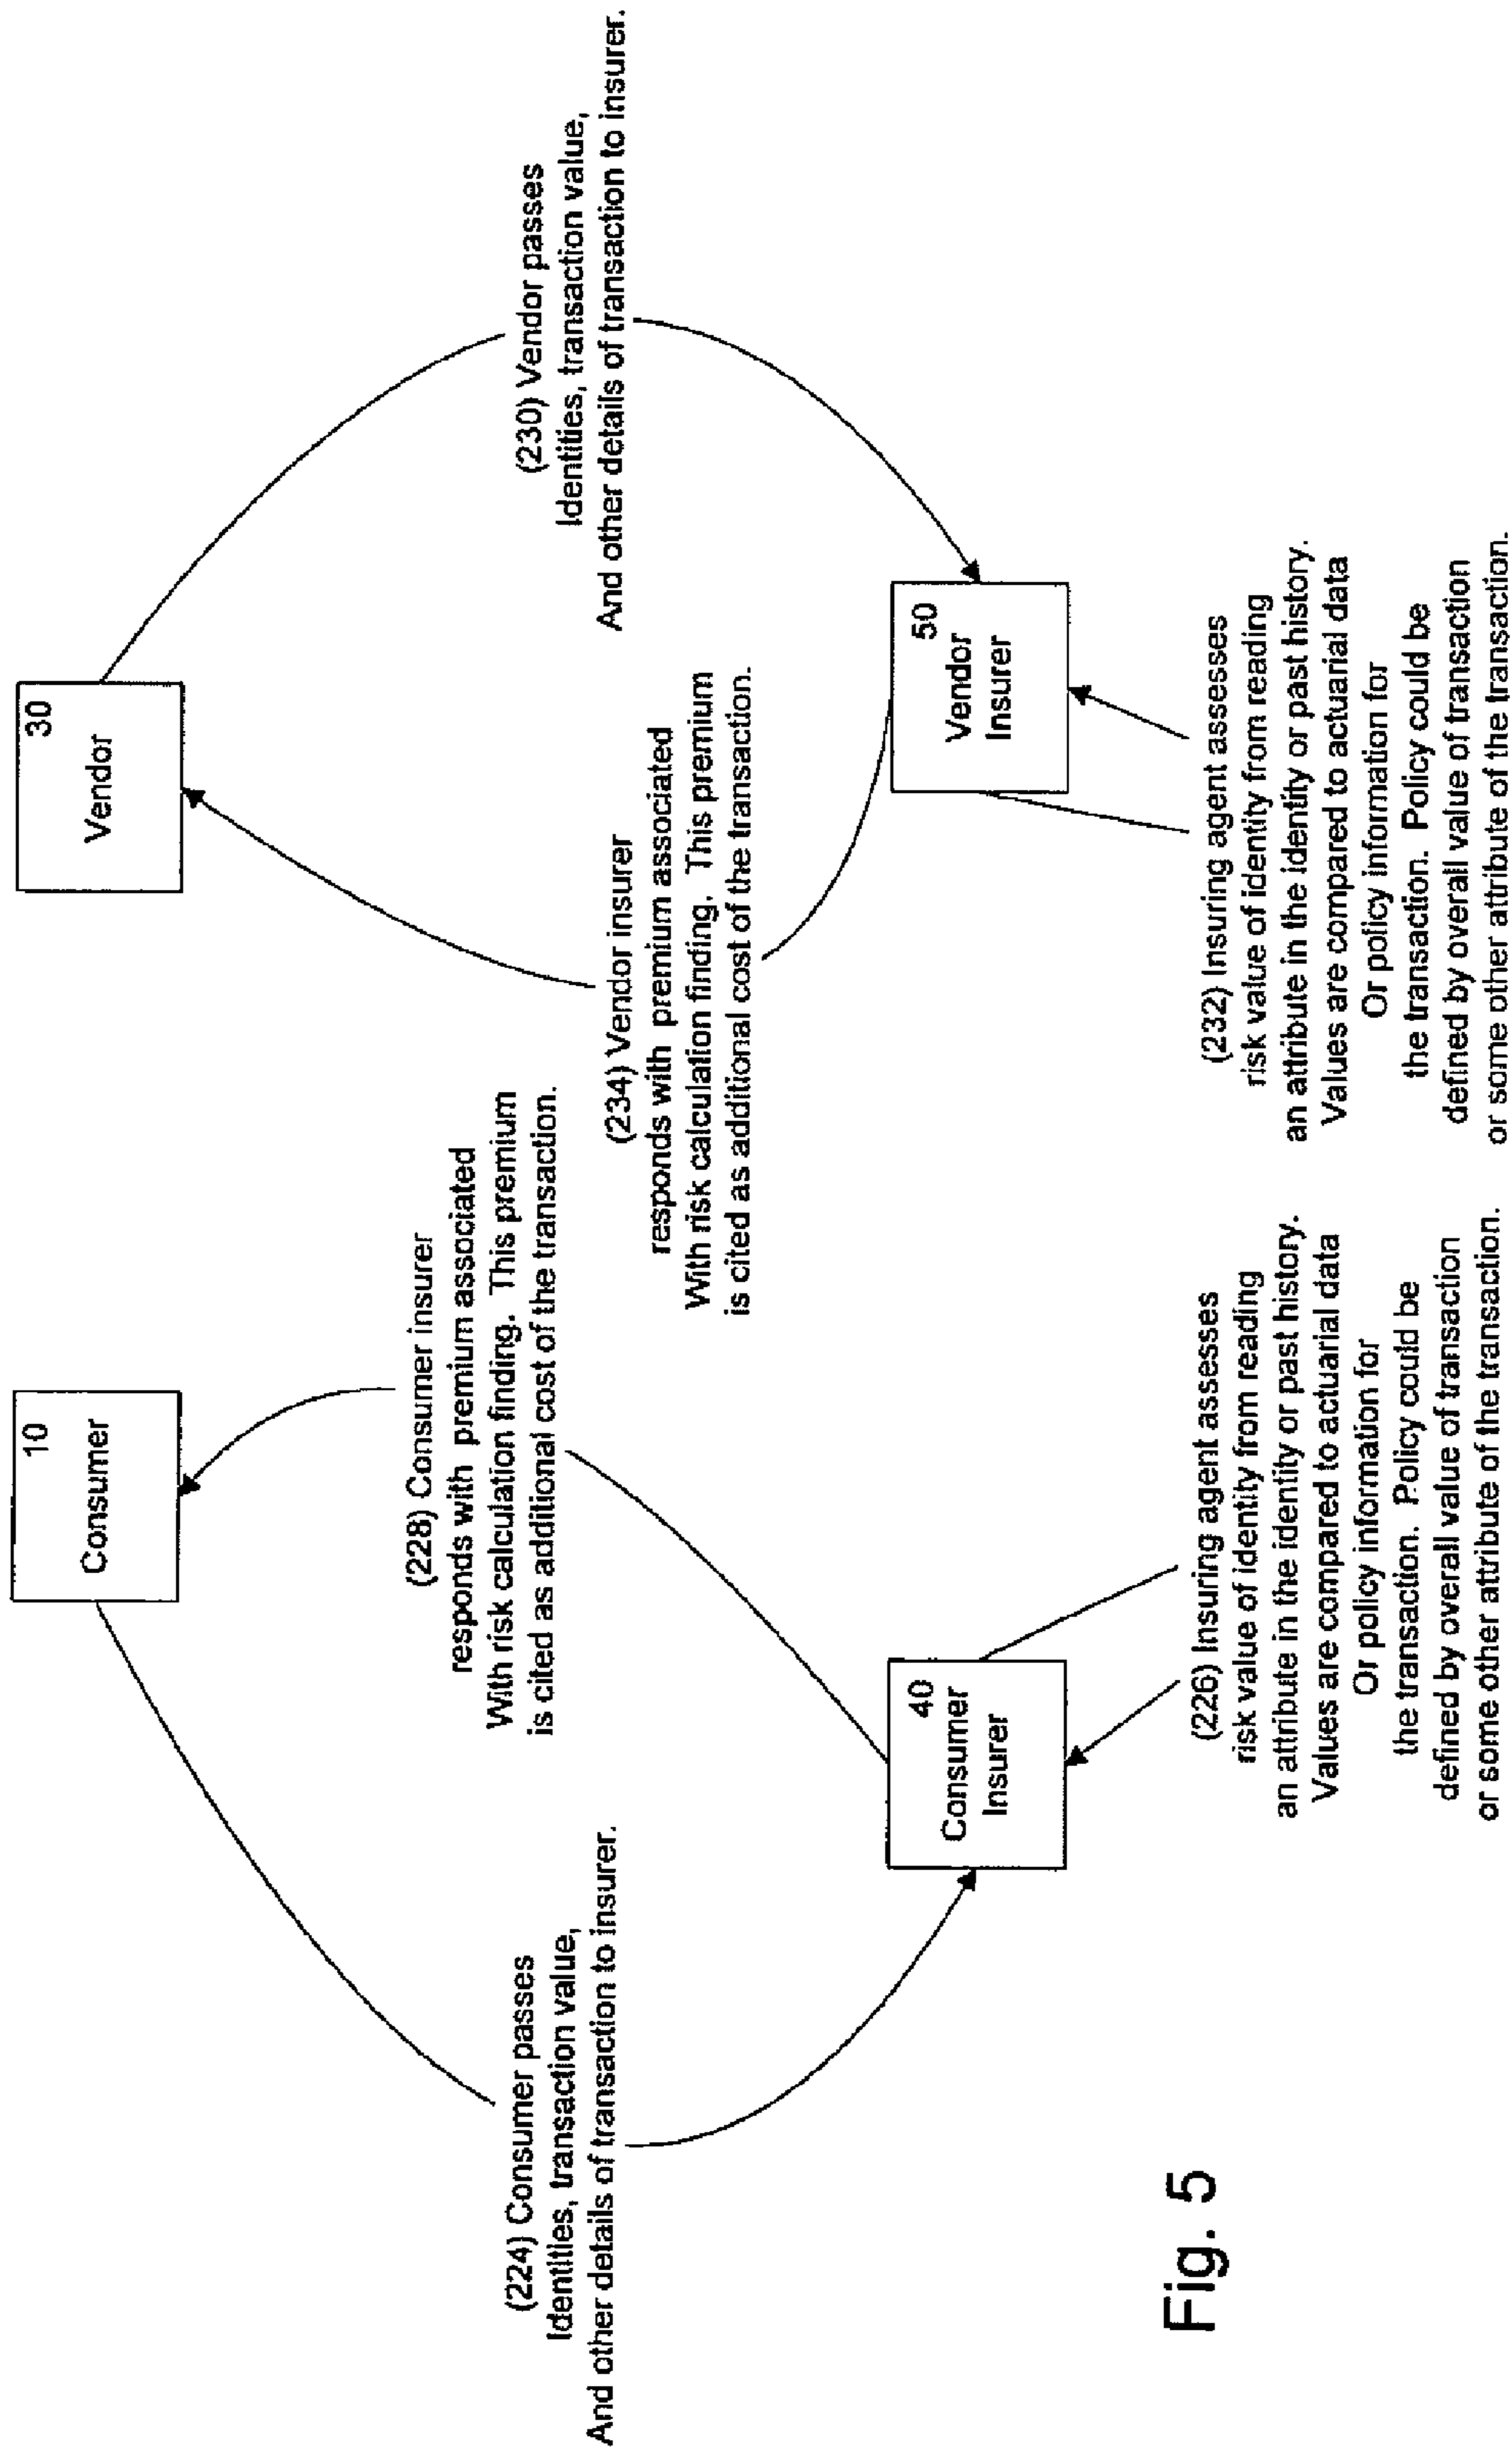 10
Consumer
30
Vendor
(228) Consumer insurer
responds with premium associated
With risk calculation finding. This premium
is cited as additional cost of the transaction.
(224) Consumer passes
Identities, transaction value,
And other details of transaction to insurer.
(230) Vendor passes
Identities, transaction value,
And other details of transaction to insurer.
(234) Vendor insurer
responds with premium associated
With risk calculation finding. This premium
is cited as additional cost of the transaction.
40
Consumer
Insurer
50
Vendor
Insurer
(226) Insuring agent assesses
risk value of identity from reading
an attribute in the identity or past history.
Values are compared to actuarial data
Or policy information for
the transaction. Policy could be
defined by overall value of transaction
or some other attribute of the transaction.
(232) Insuring agent assesses
risk value of identity from reading
an attribute in the identity or past history.
Values are compared to actuarial data
Or policy information for
the transaction. Policy could be
defined by overall value of transaction
or some other attribute of the transaction.
Fig. 5